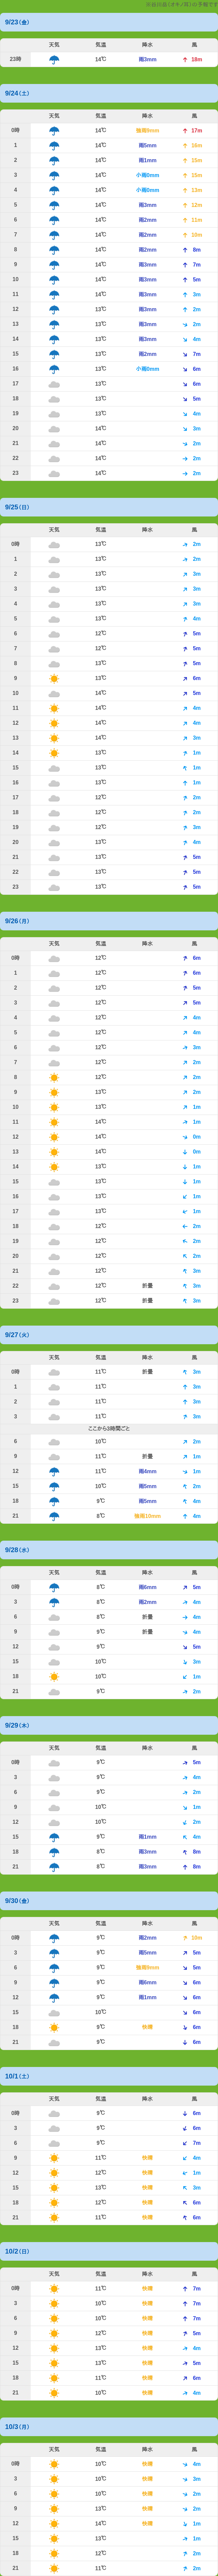 9/23(金)
天気 気温 降水 風
23時 14℃ 雨3mm 18m
9/24(土)
天気 気温 降水 風
0時 14℃ 強雨8mm 17m
1 14℃ 雨5mm 16m
2 14℃ 雨1mm 15m
3 14℃ 小雨0mm 15m
4 14℃ 小雨0mm 13m
5 14℃ 雨3mm 12m
6 14℃ 雨2mm 11m
7 14℃ 雨2mm 10m
8 14℃ 雨2mm 8m
9 14℃ 雨3mm 7m
10 14℃ 雨3mm 5m
11 14℃ 雨3mm 3m
12 14℃ 雨3mm 2m
13 14℃ 雨3mm 2m
14 14℃ 雨3mm 4m
15 14℃ 雨2mm 7m
16 14℃ 小雨0mm 6m
17 14℃ 6m
18 14℃ 5m
19 14℃ 4m
20 14℃ 3m
21 14℃ 2m
22 14℃ 2m
23 14℃ 2m
9/25(日)
天気 気温 降水 風
0時 13℃ 2m
1 13℃ 2m
2 13℃ 3m
3 13℃ 3m
4 13℃ 3m
5 13℃ 4m
6 12℃ 5m
7 12℃ 5m
8 13℃ 5m
9 13℃ 6m
10 14℃ 5m
11 14℃ 4m
12 14℃ 4m
13 14℃ 3m
14 13℃ 1m
15 13℃ 1m
16 13℃ 1m
17 12℃ 2m
18 12℃ 2m
19 12℃ 3m
20 13℃ 4m
21 13℃ 5m
22 13℃ 5m
23 13℃ 5m
9/26(月)
天気 気温 降水 風
0時 12℃ 6m
1 12℃ 6m
2 12℃ 5m
3 12℃ 5m
4 12℃ 4m
5 12℃ 4m
6 12℃ 3m
7 12℃ 2m
8 12℃ 2m
9 13℃ 2m
10 13℃ 1m
11 14℃ 1m
12 14℃ 0m
13 14℃ 0m
14 14℃ 1m
15 13℃ 1m
16 13℃ 1m
17 13℃ 1m
18 12℃ 2m
19 12℃ 2m
20 12℃ 2m
21 12℃ 3m
22 12℃ 折曇 3m
23 12℃ 折曇 3m
9/27(火)
天気 気温 降水 風
0時 11℃ 折曇 3m
1 11℃ 3m
2 11℃ 3m
3 11℃ 3m
ここから3時間ごと
6 10℃ 2m
9 11℃ 折曇 1m
12 11℃ 雨4mm 1m
15 10℃ 雨5mm 2m
18 9℃ 雨5mm 4m
21 8℃ 強雨10mm 4m
9/28(水)
天気 気温 降水 風
0時 8℃ 雨6mm 5m
3 8℃ 雨2mm 4m
6 8℃ 折曇 4m
9 9℃ 折曇 4m
12 9℃ 5m
15 10℃ 3m
18 10℃ 1m
21 9℃ 2m
9/29(木)
天気 気温 降水 風
0時 9℃ 5m
3 9℃ 4m
6 9℃ 2m
9 10℃ 1m
12 10℃ 2m
15 9℃ 雨1mm 4m
18 8℃ 雨3mm 8m
21 8℃ 雨3mm 8m
9/30(金)
天気 気温 降水 風
0時 9℃ 雨2mm 10m
3 9℃ 雨5mm 5m
6 9℃ 強雨9mm 5m
9 9℃ 雨6mm 6m
12 9℃ 雨1mm 6m
15 10℃ 6m
18 9℃ 快晴 6m
21 9℃ 6m
10/1(土)
天気 気温 降水 風
0時 9℃ 6m
3 9℃ 6m
6 9℃ 7m
9 11℃ 快晴 4m
12 12℃ 快晴 1m
15 13℃ 快晴 3m
18 12℃ 快晴 6m
21 11℃ 快晴 6m
10/2(日)
天気 気温 降水 風
0時 11℃ 快晴 7m
3 10℃ 快晴 7m
6 10℃ 快晴 7m
9 12℃ 快晴 5m
12 13℃ 快晴 4m
15 13℃ 快晴 5m
18 11℃ 快晴 6m
21 10℃ 快晴 4m
10/3(月)
天気 気温 降水 風
0時 10℃ 快晴 4m
3 10℃ 快晴 3m
6 10℃ 快晴 2m
9 13℃ 快晴 2m
12 14℃ 快晴 1m
15 13℃ 1m
18 12℃ 2m
21 11℃ 2m